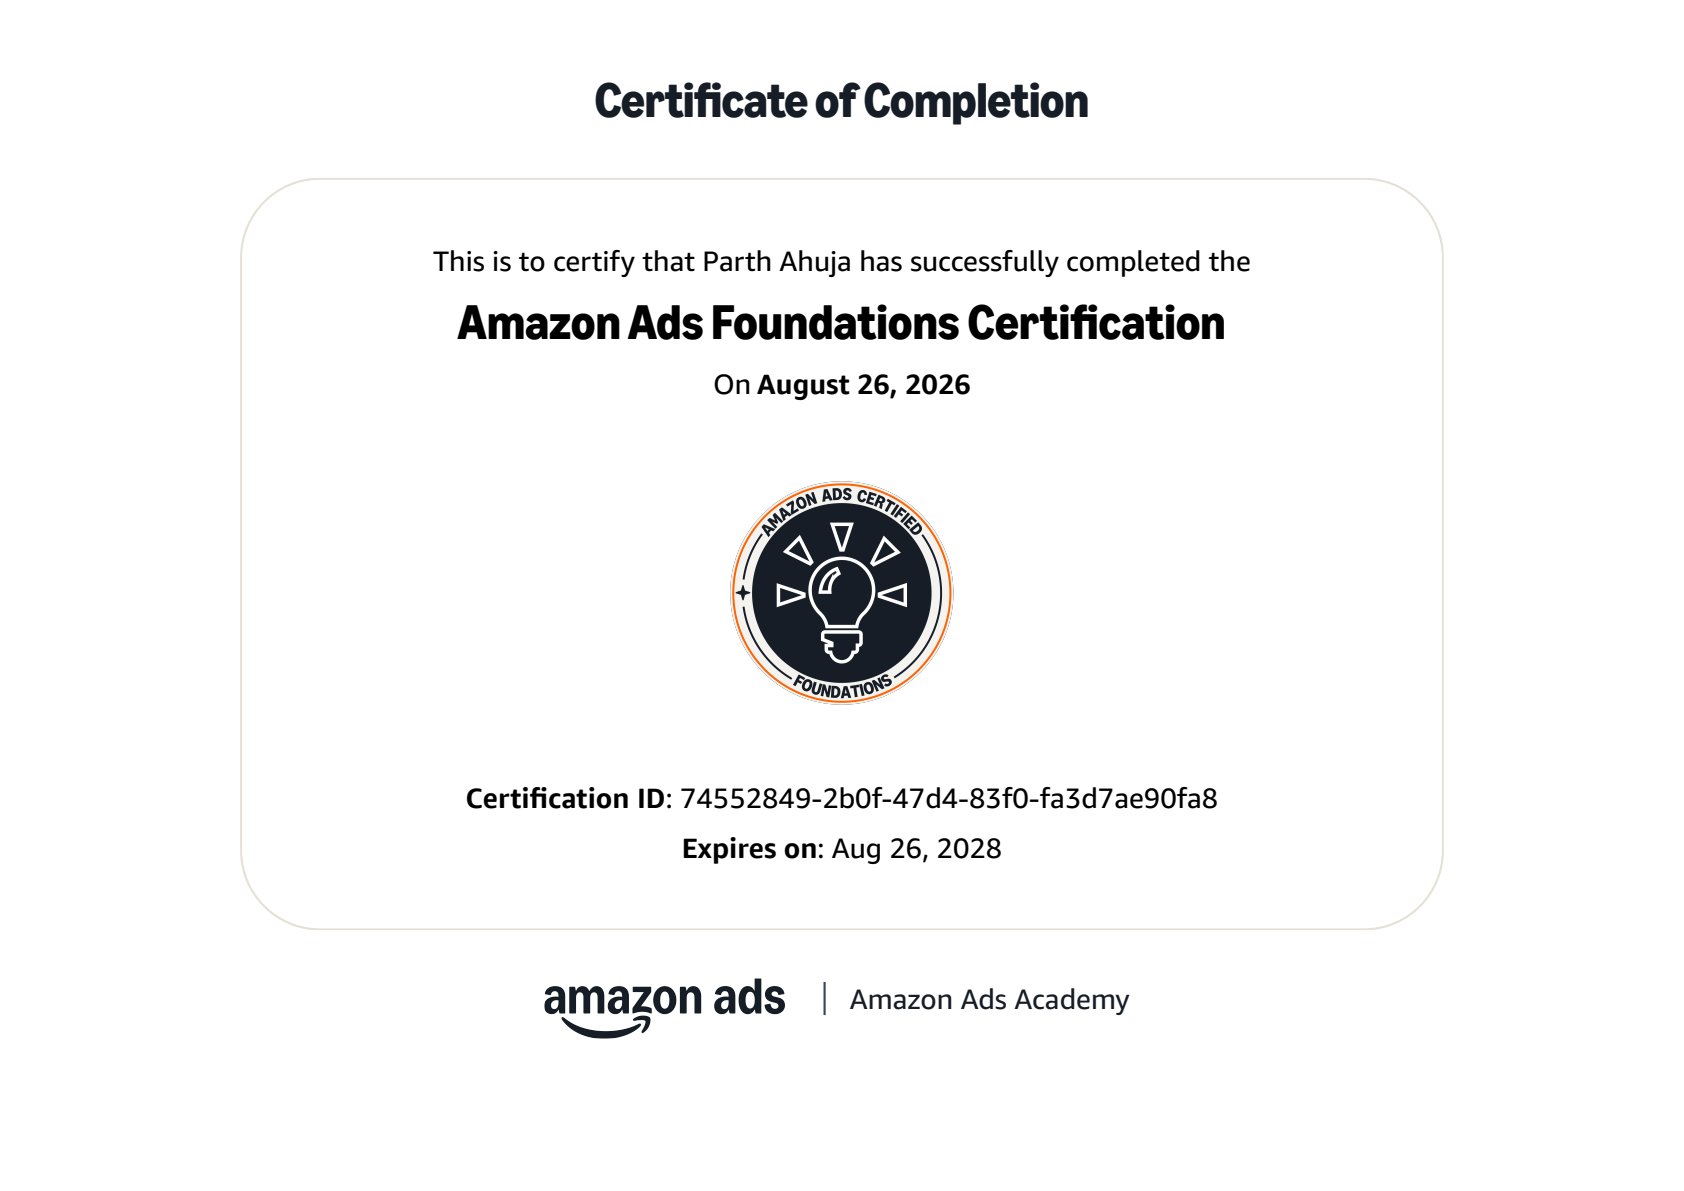 Certificate of Completion
This is to certify that Parth Ahuja has successfully completed the
Amazon Ads Foundations Certification
On August 26, 2026
AMAZON ADS CERTIFIED
FOUNDATIONS
Certification ID: 74552849-2b0f-47d4-83f0-fa3d7ae90fa8
Expires on: Aug 26, 2028
amazon ads | Amazon Ads Academy